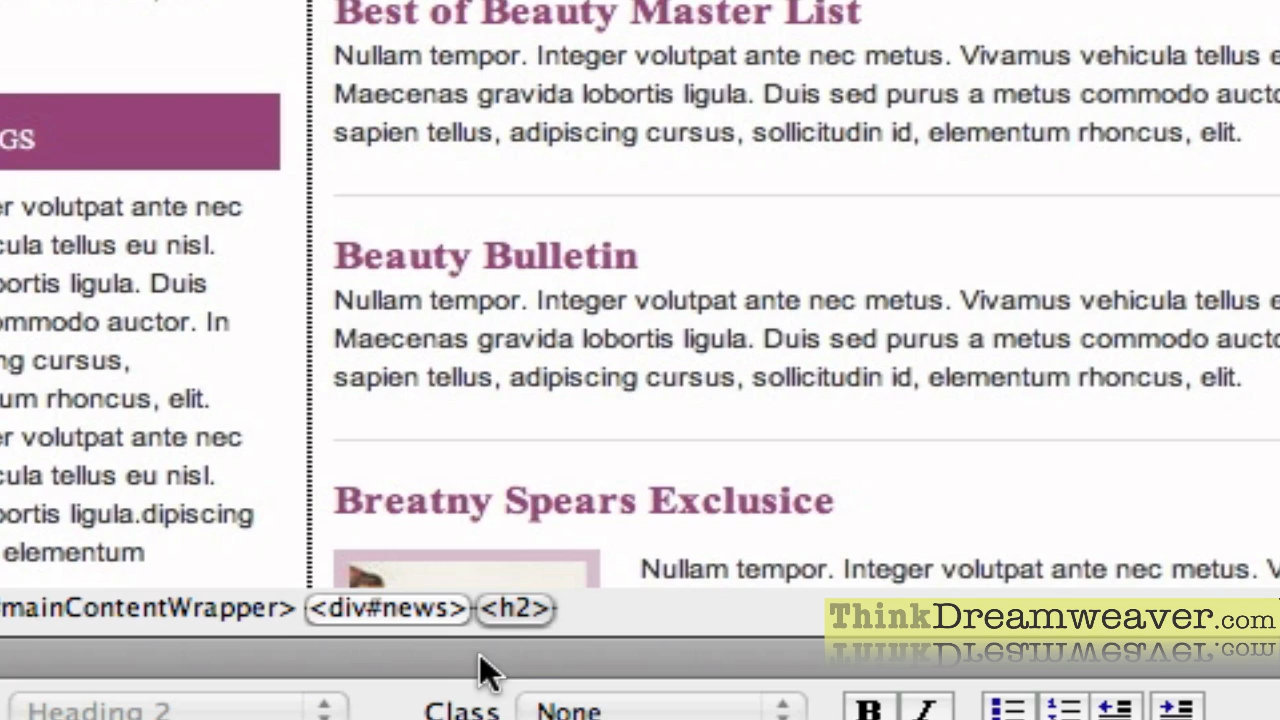 Best of Beauty Master List
Nullam tempor. Integer volutpat ante nec metus. Vivamus vehicula tellus e
Maecenas gravida lobortis ligula. Duis sed purus a metus commodo aucto
sapien tellus, adipiscing cursus, sollicitudin id, elementum rhoncus, elit.
GS
er volutpat ante nec
cula tellus eu nisl.
bortis ligula. Duis
ommodo auctor. In
ng cursus,
um rhoncus, elit.
er volutpat ante nec
cula tellus eu nisl.
bortis ligula.dipiscing
elementum
Beauty Bulletin
Nullam tempor. Integer volutpat ante nec metus. Vivamus vehicula tellus e
Maecenas gravida lobortis ligula. Duis sed purus a metus commodo aucto
sapien tellus, adipiscing cursus, sollicitudin id, elementum rhoncus, elit.
Breatny Spears Exclusice
Nullam tempor. Integer volutpat ante nec metus. V
#mainContentWrapper> <div#news> <h2>
ThinkDreamweaver.com
Heading 2 Class None B I